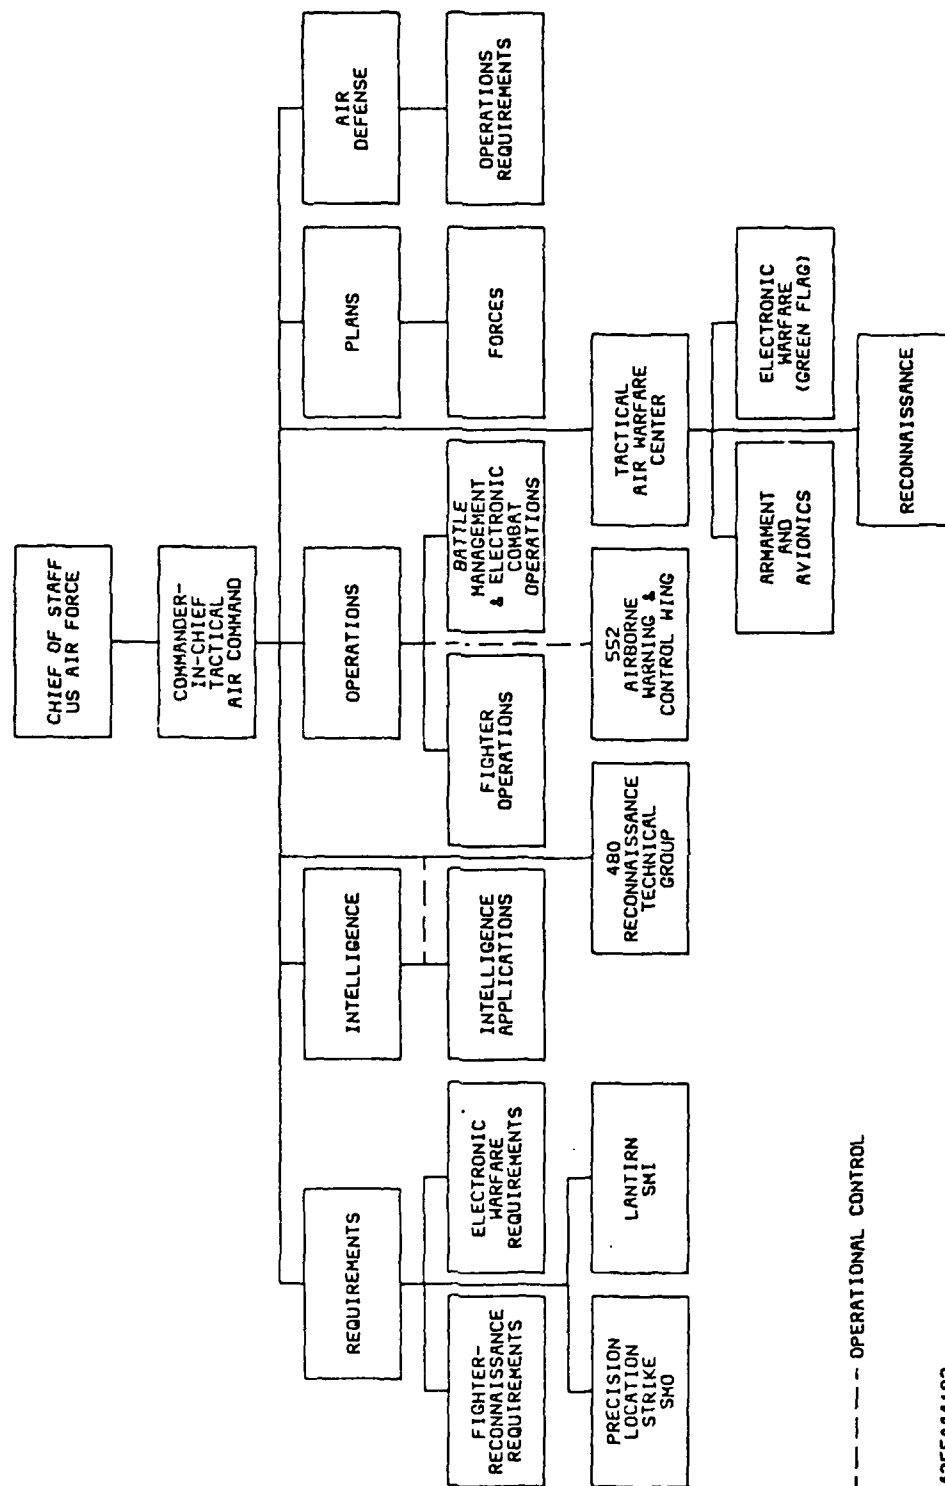 CHIEF OF STAFF
US AIR FORCE
COMMANDER-
IN-CHIEF
TACTICAL
AIR COMMAND
REQUIREMENTS
INTELLIGENCE
OPERATIONS
PLANS
AIR
DEFENSE
FIGHTER-
RECONNAISSANCE
REQUIREMENTS
ELECTRONIC
WARFARE
REQUIREMENTS
INTELLIGENCE
APPLICATIONS
FIGHTER
OPERATIONS
BATTLE
MANAGEMENT
& ELECTRONIC
COMBAT
OPERATIONS
FORCES
OPERATIONS
REQUIREMENTS
PRECISION
LOCATION
STRIKE
SMO
LANTIRN
SMI
480
RECONNAISSANCE
TECHNICAL
GROUP
552
AIRBORNE
WARNING &
CONTROL WING
TACTICAL
AIR WARFARE
CENTER
ARMAMENT
AND
AVIONICS
ELECTRONIC
WARFARE
(GREEN FLAG)
RECONNAISSANCE
OPERATIONAL CONTROL